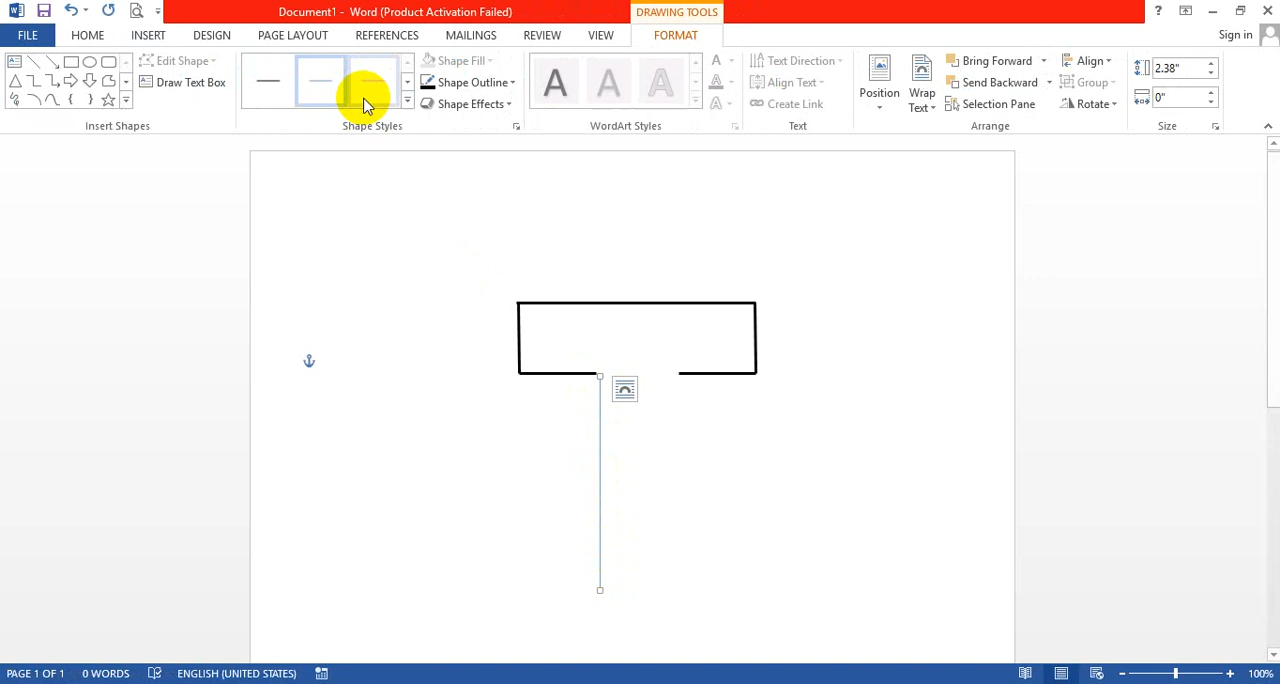 Document1 - Word (Product Activation Failed)
DRAWING TOOLS
?
FILE HOME INSERT DESIGN PAGE LAYOUT REFERENCES MAILINGS REVIEW VIEW FORMAT Sign in
Edit Shape
Draw Text Box
Insert Shapes
Shape Fill
Shape Outline
Shape Effects
Shape Styles
A A A
A
A
A
WordArt Styles
Text Direction
Align Text
Create Link
Text
Position
Wrap
Text
Bring Forward
Send Backward
Selection Pane
Align
Group
Rotate
Arrange
2.38"
0"
Size
PAGE 1 OF 1 0 WORDS ENGLISH (UNITED STATES) 100%